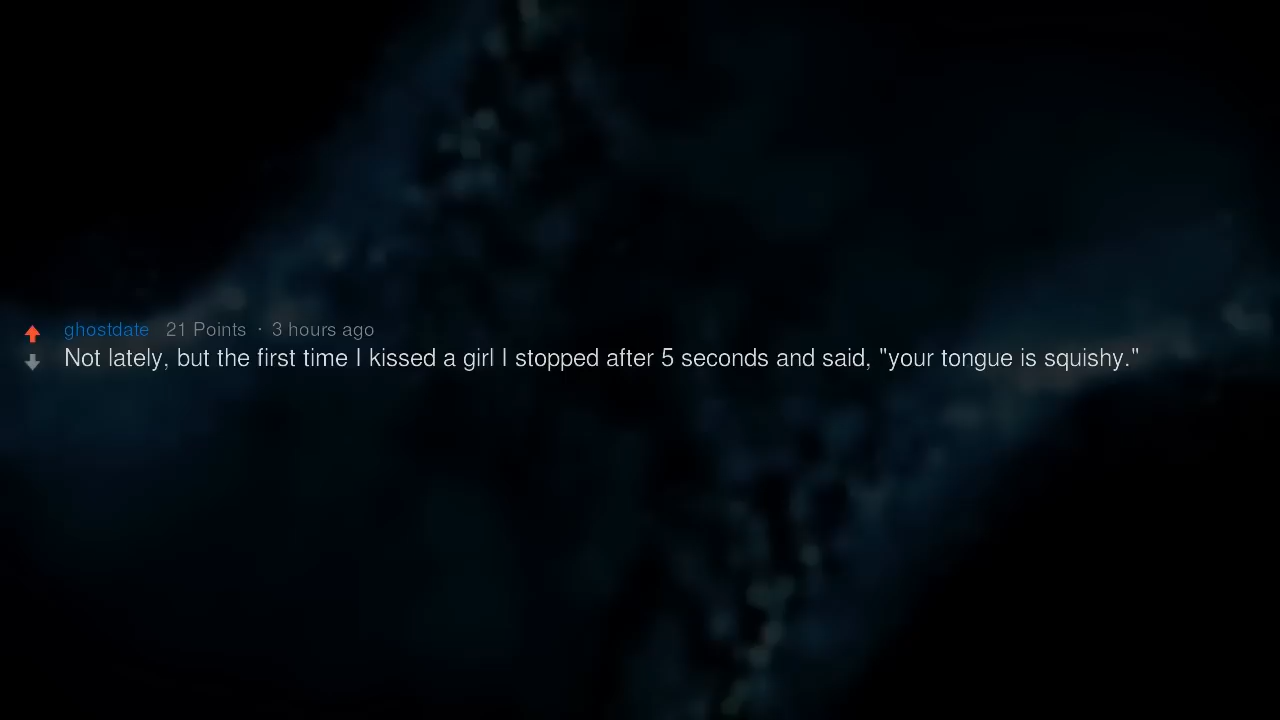 ghostdate 21 Points · 3 hours ago
Not lately, but the first time I kissed a girl I stopped after 5 seconds and said, "your tongue is squishy."